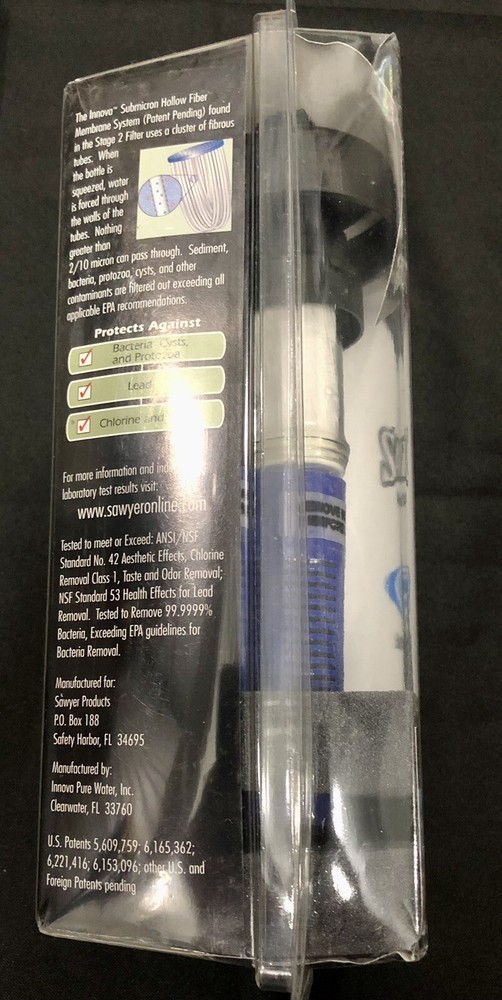 The Innova™ Submicron Hollow Fiber
Membrane System (Patent Pending) found
in the Stage 2 Filter uses a cluster of fibrous
tubes. When
the bottle is
squeezed, water
is forced through
the walls of the
tubes. Nothing
greater than
2/10 micron can pass through. Sediment,
bacteria, protozoa, cysts, and other
contaminants are filtered out exceeding all
applicable EPA recommendations.
Protects Against
Bacteria, Cysts,
and Protozoa
Lead
Chlorine and
For more information and
laboratory test results visit:
www.sawyeronline.com
Tested to meet or Exceed: ANSI/NSF
Standard No. 42 Aesthetic Effects, Chlorine
Removal Class 1, Taste and Odor Removal;
NSF Standard 53 Health Effects for Lead
Removal. Tested to Remove 99.9999%
Bacteria, Exceeding EPA guidelines for
Bacteria Removal.
Manufactured for:
Sawyer Products
P.O. Box 188
Safety Harbor, FL 34695
Manufactured by:
Innova Pure Water, Inc.
Clearwater, FL 33760
U.S. Patents 5,609,759; 6,165,362;
6,221,416; 6,153,096; other U.S. and
Foreign Patents pending